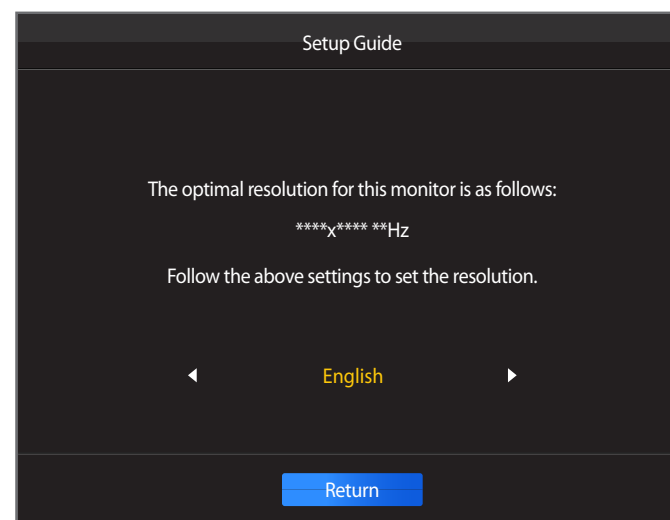 Setup Guide
The optimal resolution for this monitor is as follows:
****x**** **Hz
Follow the above settings to set the resolution.
English
Return